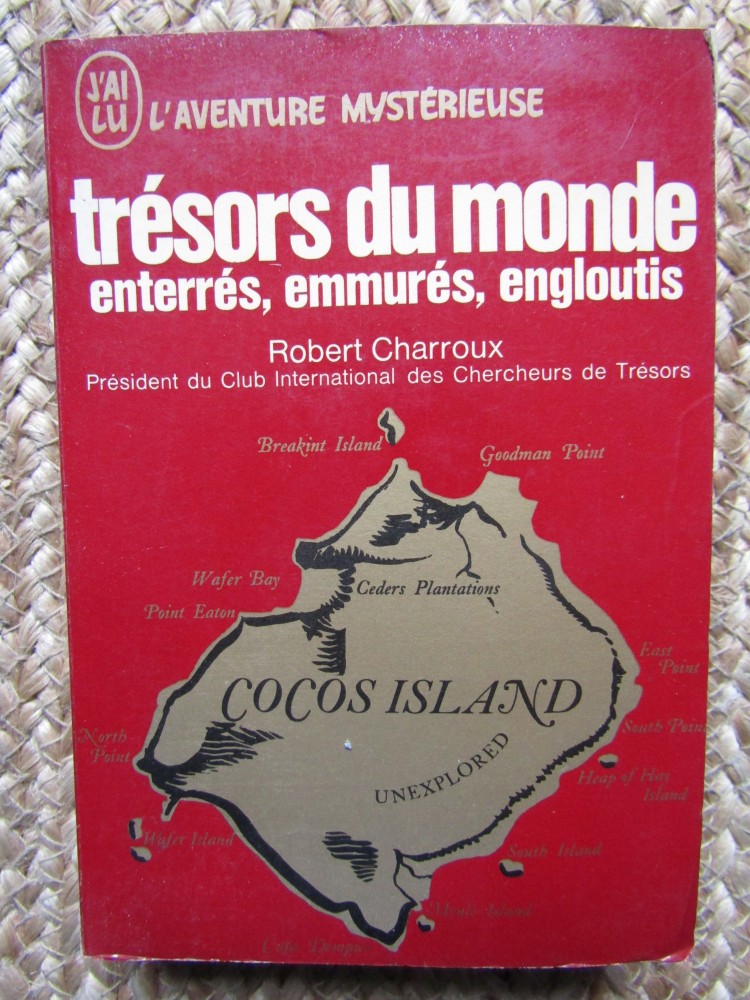 J'AI
LU
L'AVENTURE MYSTÉRIEUSE
trésors du monde
enterrés, emmurés, engloutis
Robert Charroux
Président du Club International des Chercheurs de Trésors
Breakint Island
Goodman Point
Wafer Bay
Ceders Plantations
Point Eaton
East
Point
COCOS ISLAND
South Point
North
Point
UNEXPLORED
Heap of Has
Island
Wafer Island
South Island
Island